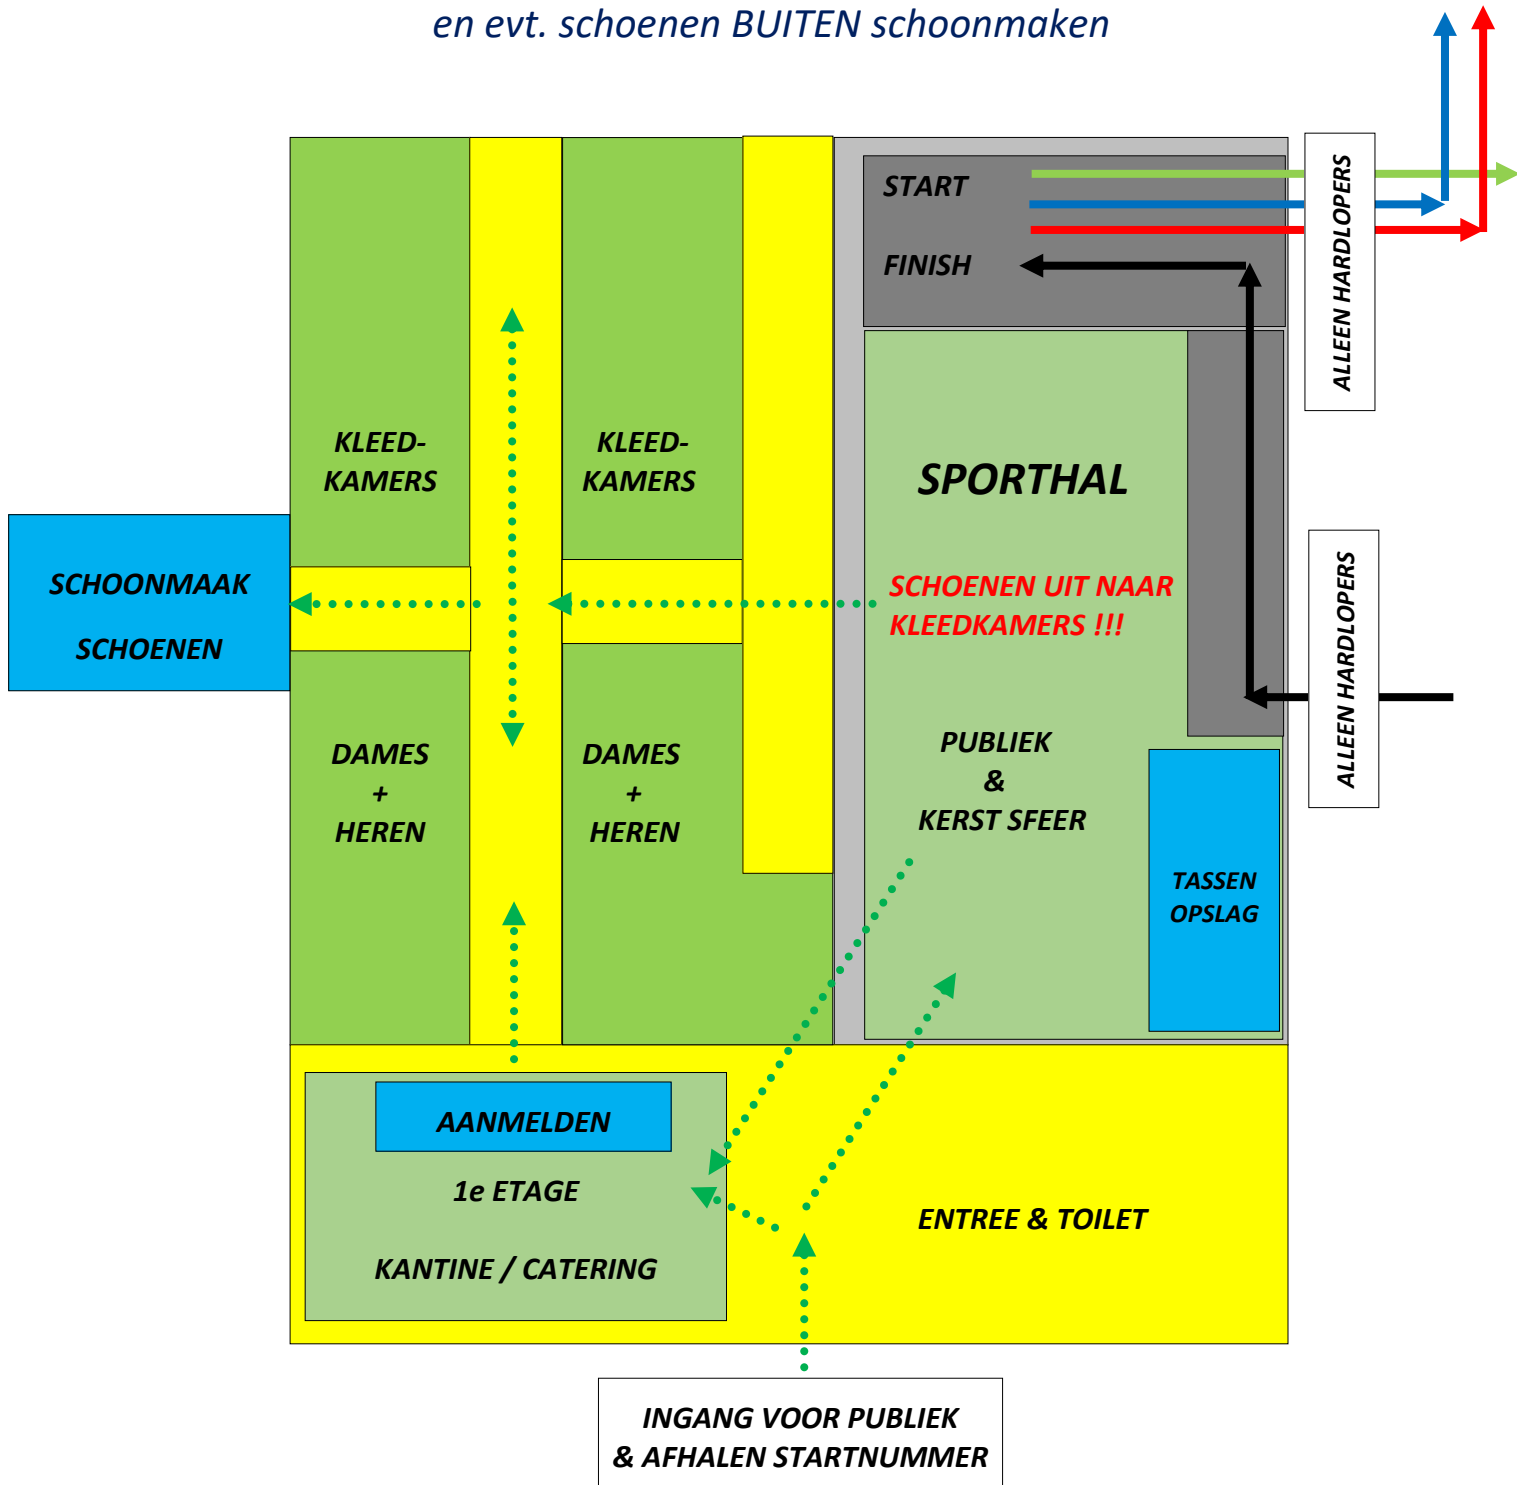 en evt. schoenen BUITEN schoonmaken
START
FINISH
ALLEEN HARDLOPERS
KLEED-
KAMERS
KLEED-
KAMERS
SPORTHAL
SCHOONMAAK
SCHOENEN
SCHOENEN UIT NAAR
KLEEDKAMERS !!!
ALLEEN HARDLOPERS
DAMES
+
HEREN
DAMES
+
HEREN
PUBLIEK
&
KERST SFEER
TASSEN
OPSLAG
AANMELDEN
1e ETAGE
KANTINE / CATERING
ENTREE & TOILET
INGANG VOOR PUBLIEK
& AFHALEN STARTNUMMER